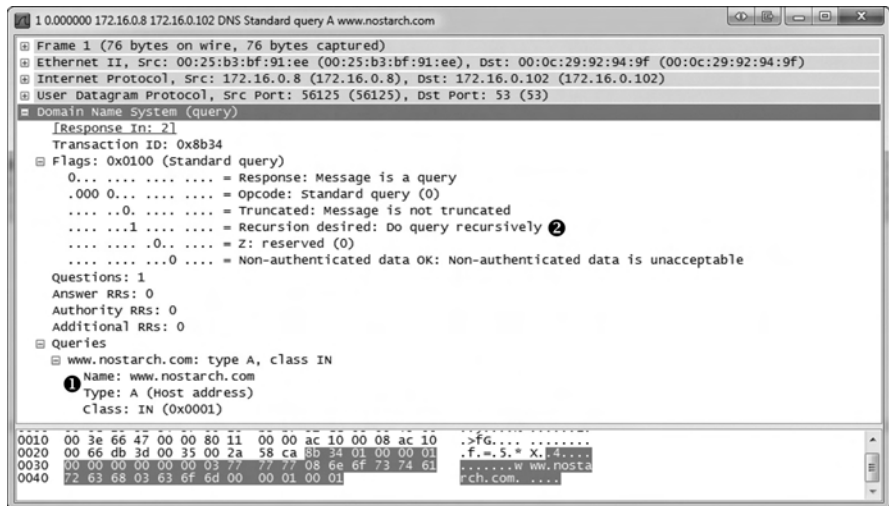 1 0.000000 172.16.0.8 172.16.0.102 DNS Standard query A www.nostarch.com
Frame 1 (76 bytes on wire, 76 bytes captured)
Ethernet II, Src: 00:25:b3:bf:91:ee (00:25:b3:bf:91:ee), Dst: 00:0c:29:92:94:9f (00:0c:29:92:94:9f)
Internet Protocol, Src: 172.16.0.8 (172.16.0.8), Dst: 172.16.0.102 (172.16.0.102)
User Datagram Protocol, Src Port: 56125 (56125), Dst Port: 53 (53)
Domain Name System (query)
[Response In: 2]
Transaction ID: 0x8b34
Flags: 0x0100 (Standard query)
0... .... .... .... = Response: Message is a query
.000 0... .... .... = Opcode: Standard query (0)
.... ..0. .... .... = Truncated: Message is not truncated
.... ...1 .... .... = Recursion desired: Do query recursively ❷
.... .... .0.. .... = Z: reserved (0)
.... .... ...0 .... = Non-authenticated data OK: Non-authenticated data is unacceptable
Questions: 1
Answer RRs: 0
Authority RRs: 0
Additional RRs: 0
Queries
www.nostarch.com: type A, class IN
❶ Name: www.nostarch.com
Type: A (Host address)
Class: IN (0x0001)
0010 00 3e 66 47 00 00 80 11 00 00 ac 10 00 08 ac 10 .>fG.... ........
0020 00 66 db 3d 00 35 00 2a 58 ca 8b 34 01 00 00 01 .f.=.5.* X..4....
0030 00 00 00 00 00 00 03 77 77 77 08 6e 6f 73 74 61 .......w ww.nosta
0040 72 63 68 03 63 6f 6d 00 00 01 00 01 rch.com. ....